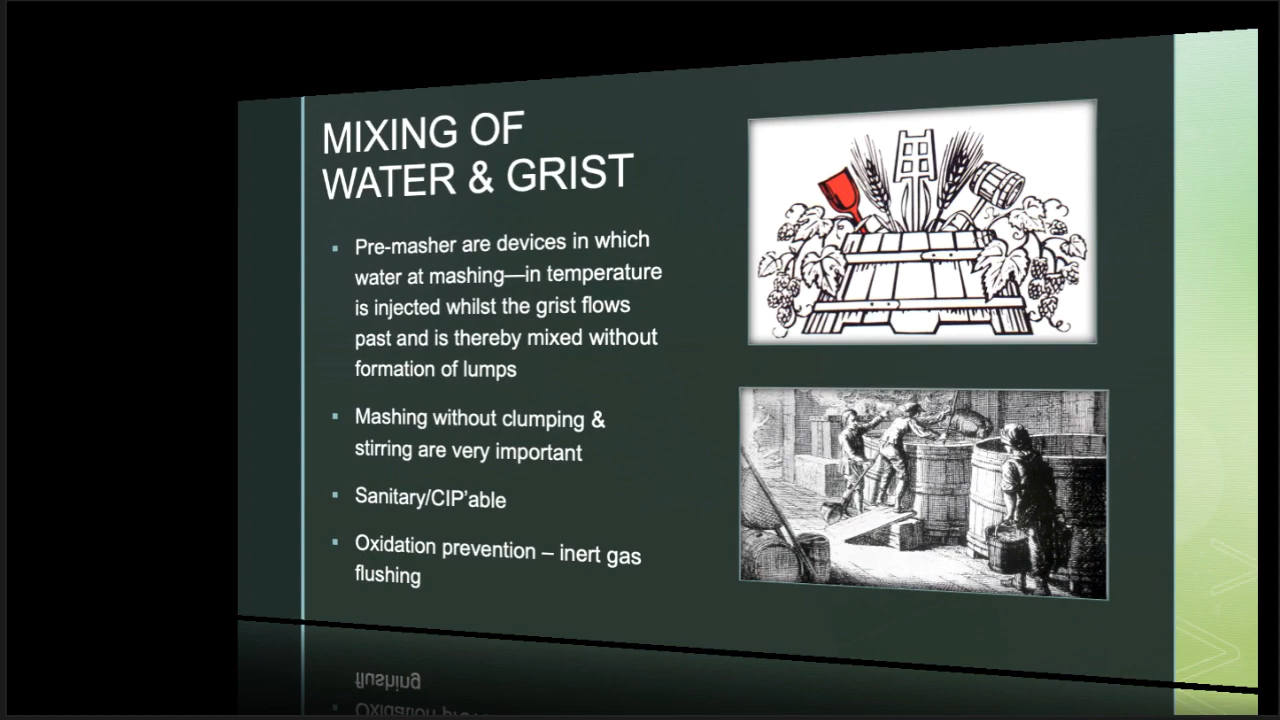 MIXING OF
WATER & GRIST
▪ Pre-masher are devices in which
water at mashing—in temperature
is injected whilst the grist flows
past and is thereby mixed without
formation of lumps
▪ Mashing without clumping &
stirring are very important
▪ Sanitary/CIP'able
▪ Oxidation prevention – inert gas
flushing